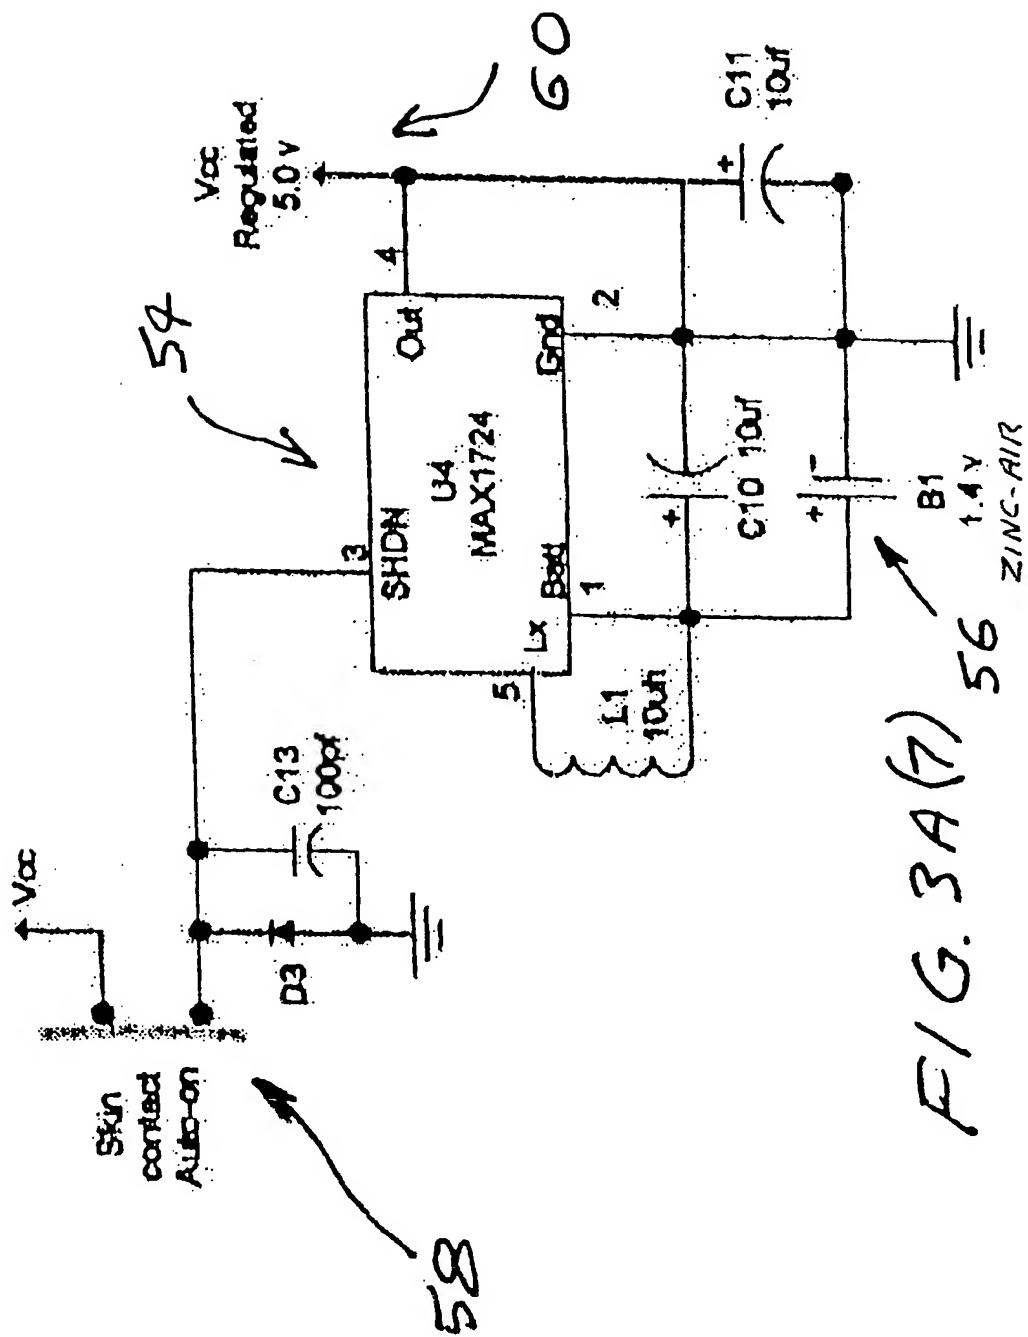 Skin
contact
Auto-on
Vcc
58
D3
C13
100pf
54
3
SHDN
U4
MAX1724
Out
4
Vcc
Regulated
5.0 v
60
5
Lx
Bat
Gnd
1
2
L1
10uh
+
C10 10uf
+
C11
10uf
+
-
B1
1.4 v
ZINC-AIR
56
FIG. 3A(7)